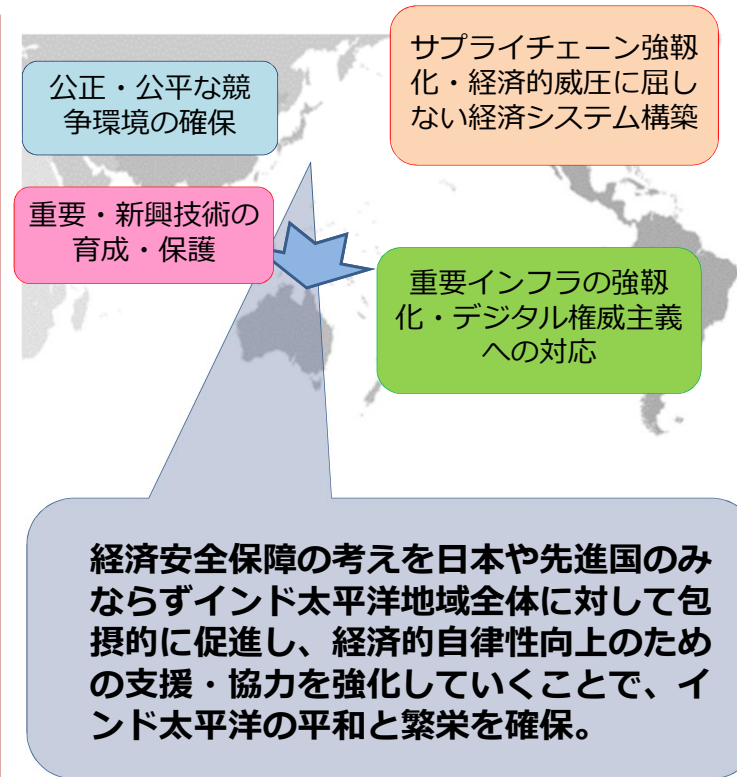 公正・公平な競
争環境の確保
サプライチェーン強靱
化・経済的威圧に屈し
ない経済システム構築
重要・新興技術の
育成・保護
重要インフラの強靱
化・デジタル権威主義
への対応
経済安全保障の考えを日本や先進国のみ
ならずインド太平洋地域全体に対して包
摂的に促進し、経済的自律性向上のため
の支援・協力を強化していくことで、イ
ンド太平洋の平和と繁栄を確保。